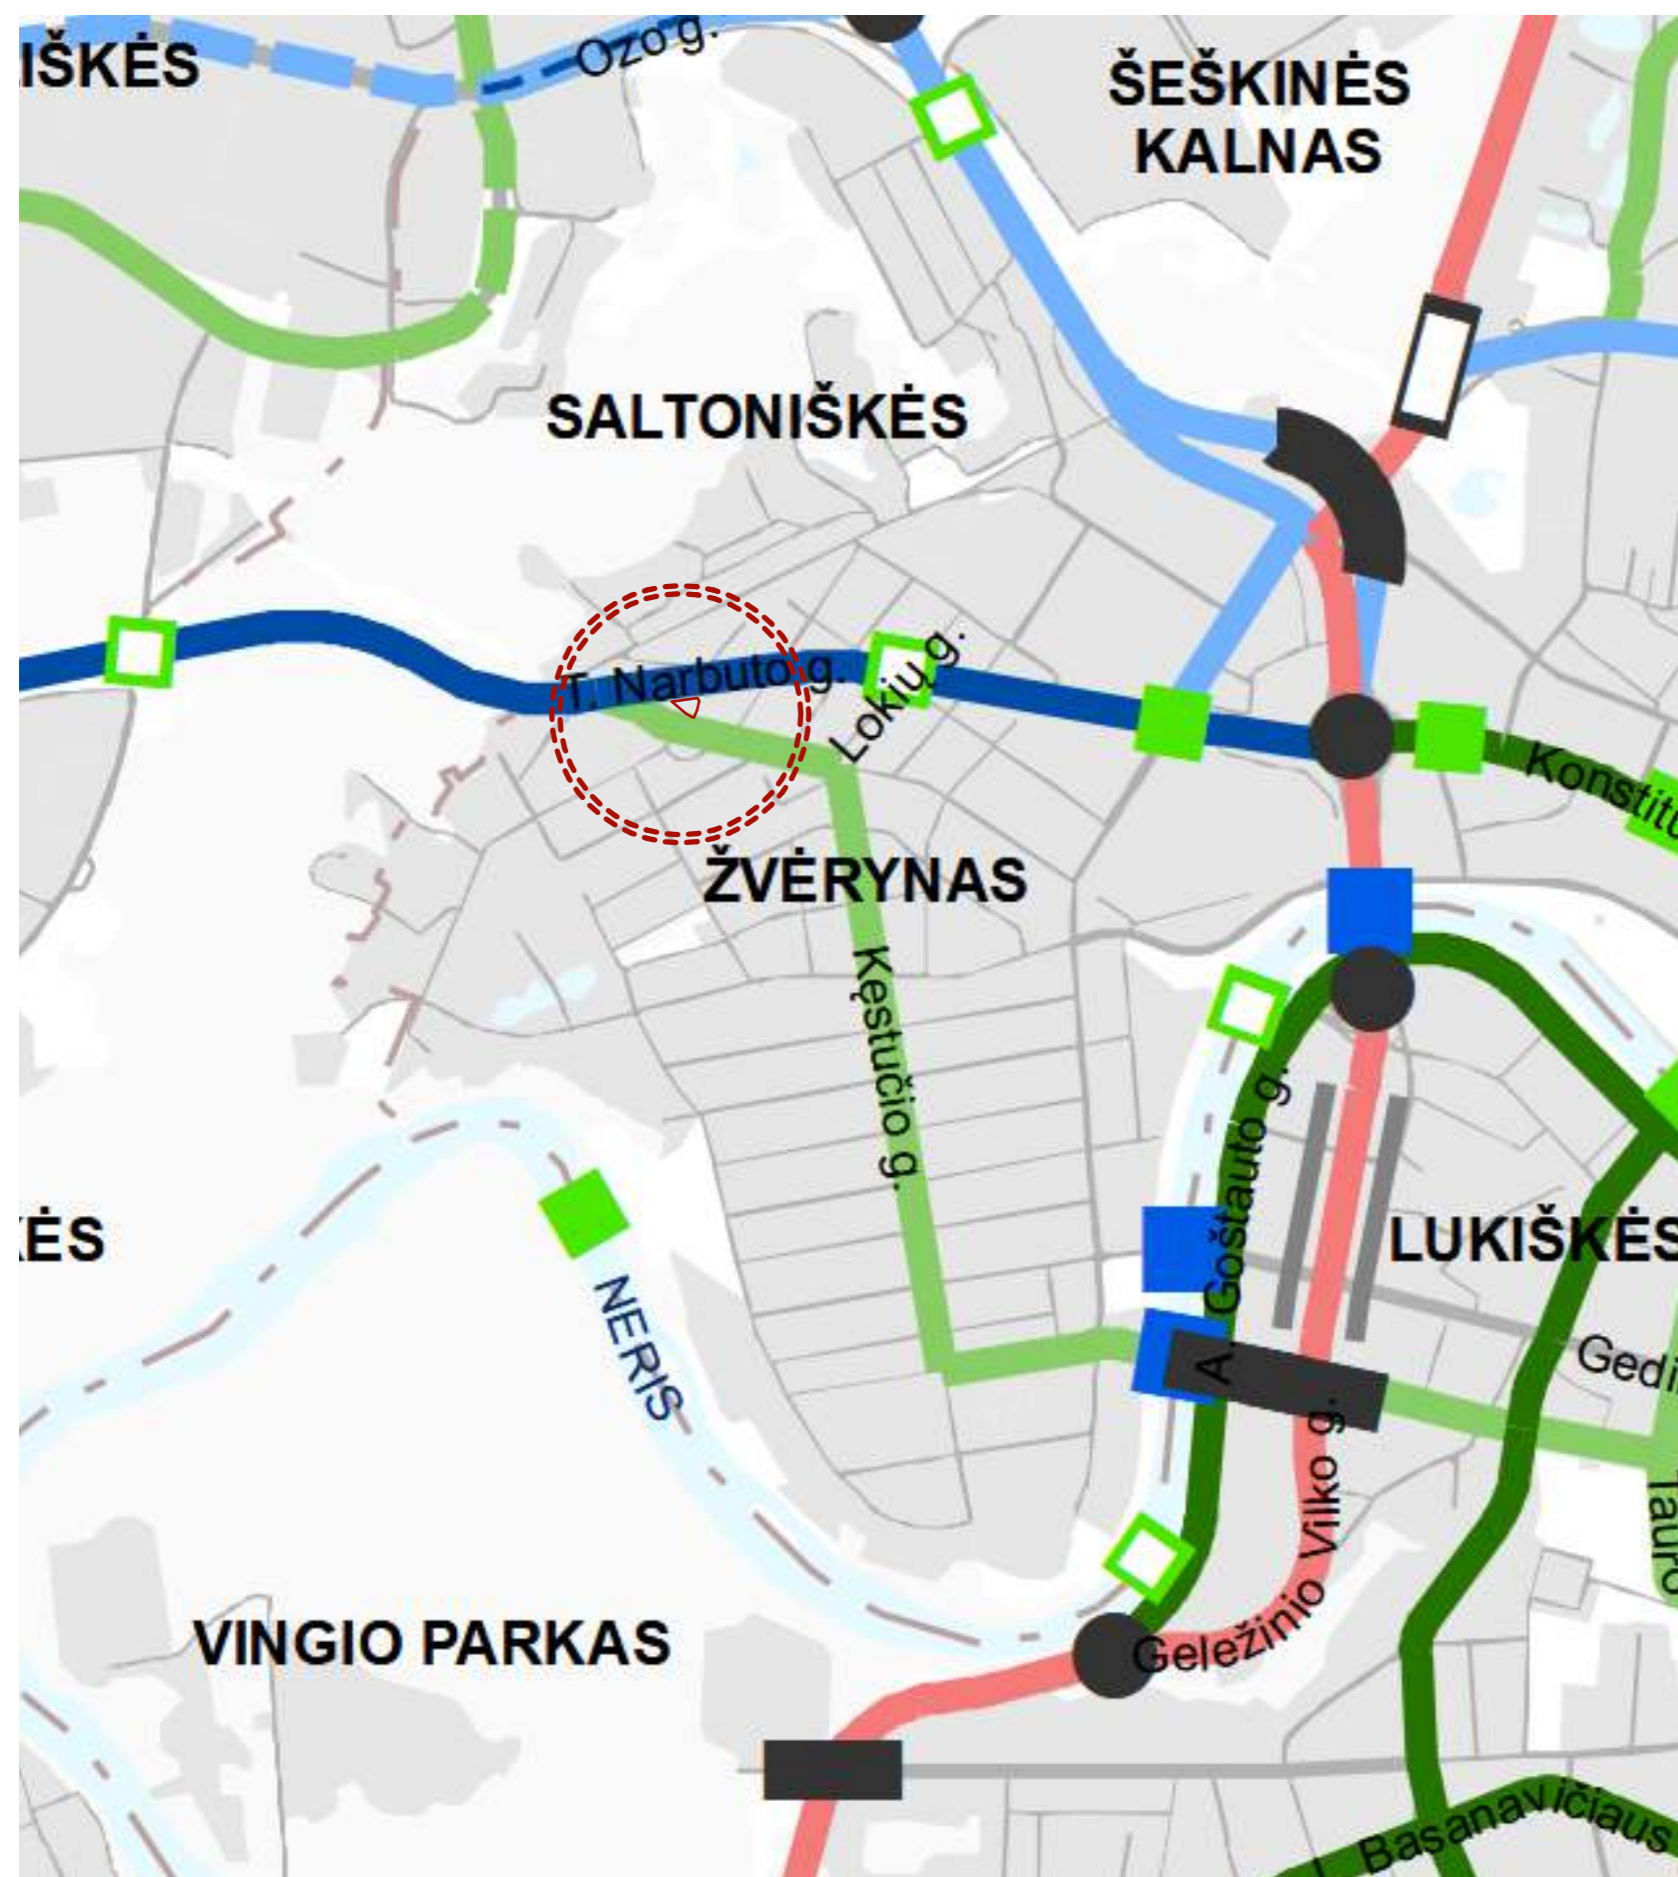 Ozo g.
IŠKĖS
ŠEŠKINĖS
KALNAS
SALTONIŠKĖS
T. Narbuto g.
Lokių g.
Konstitu
ŽVĖRYNAS
Kęstučio g.
A. Goštauto g.
LUKIŠKĖS
ĖS
NERIS
Gedi
Geležinio Vilko g.
Tauro
VINGIO PARKAS
J. Basanavičiaus